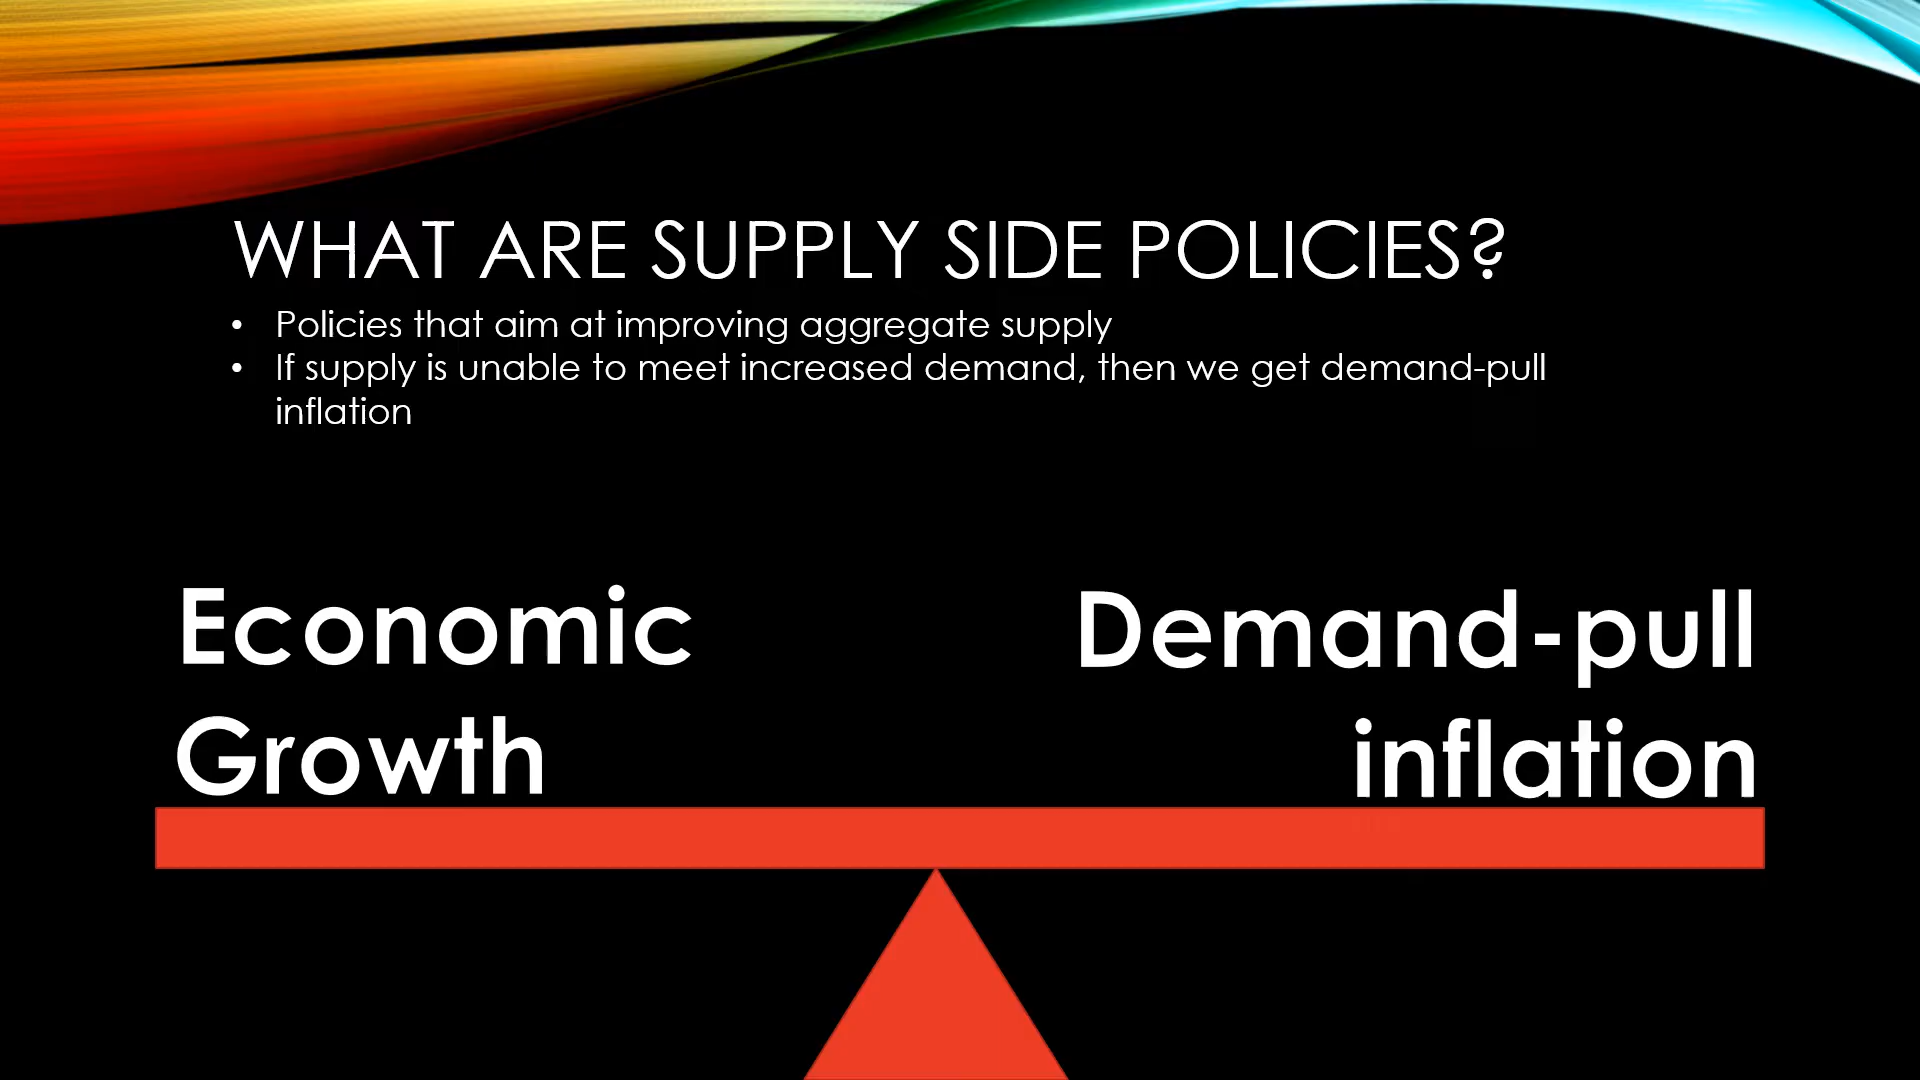 WHAT ARE SUPPLY SIDE POLICIES?
• Policies that aim at improving aggregate supply
• If supply is unable to meet increased demand, then we get demand-pull
inflation
Economic
Growth
Demand-pull
inflation